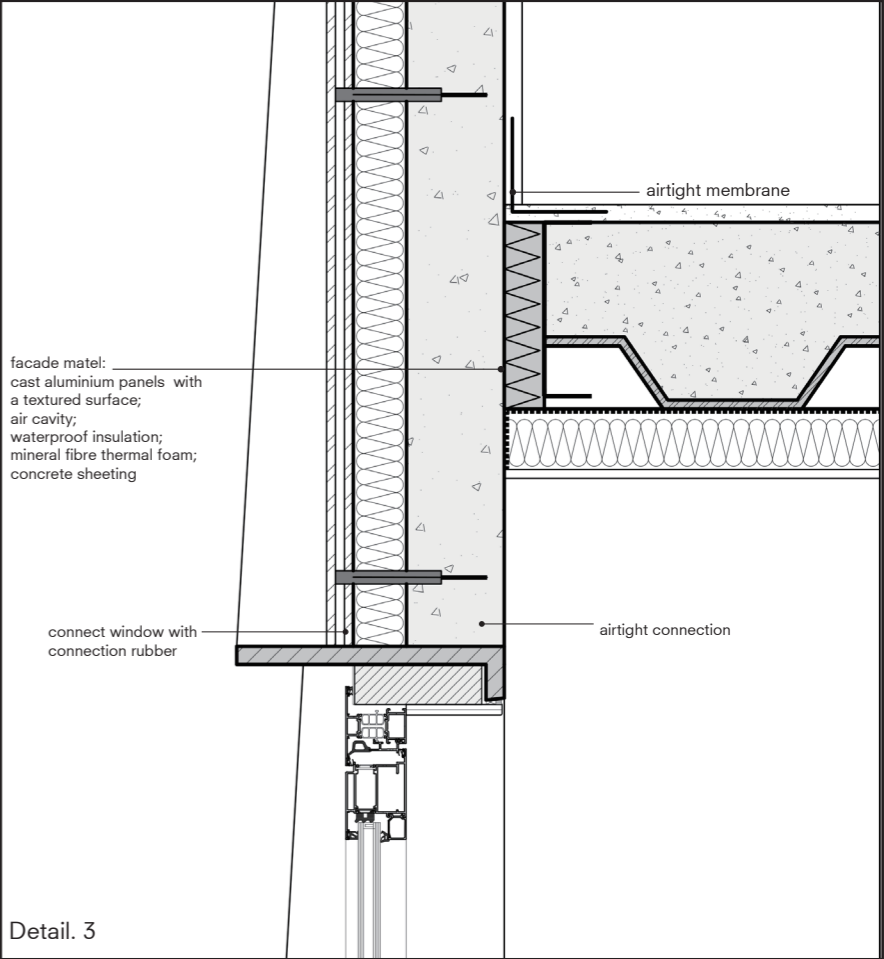 airtight membrane
facade matel:
cast aluminium panels with
a textured surface;
air cavity;
waterproof insulation;
mineral fibre thermal foam;
concrete sheeting
connect window with
connection rubber
airtight connection
Detail. 3